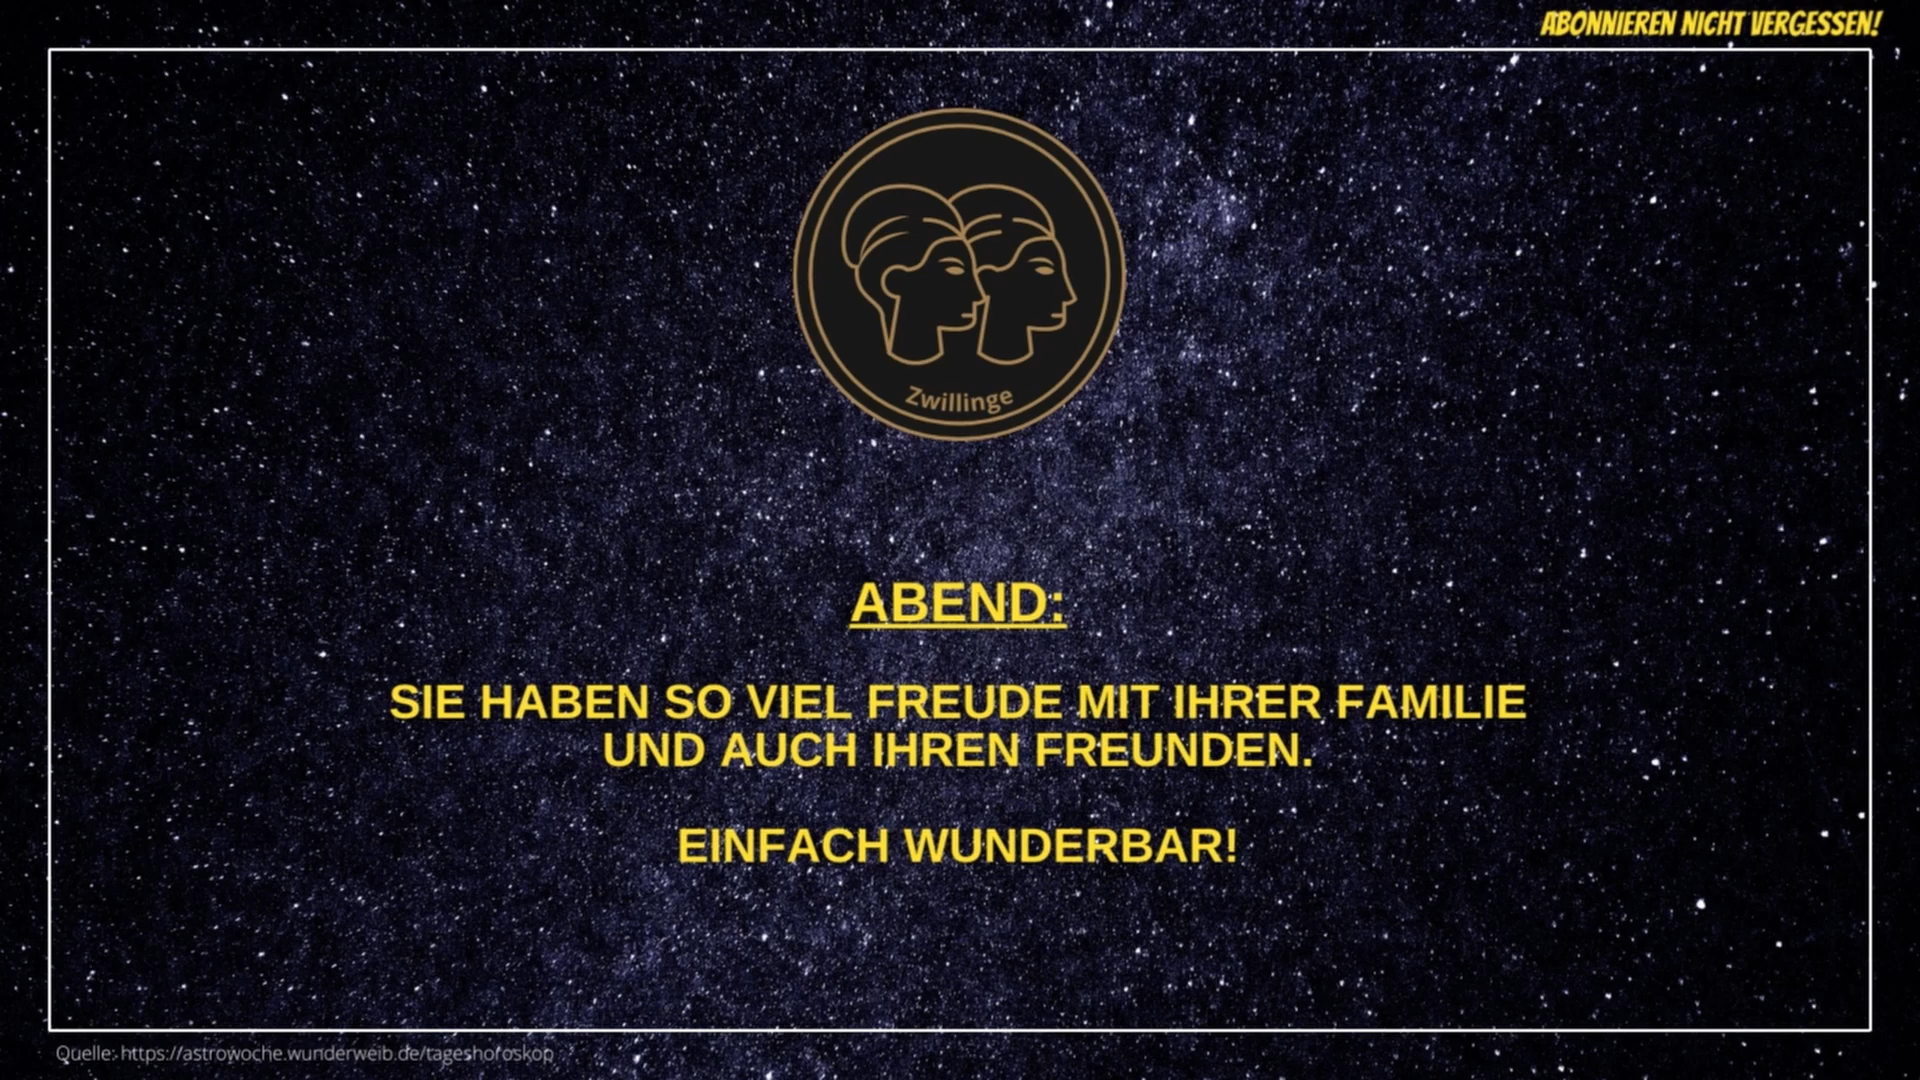 ABONNIEREN NICHT VERGESSEN!
Zwillinge
ABEND:
SIE HABEN SO VIEL FREUDE MIT IHRER FAMILIE
UND AUCH IHREN FREUNDEN.
EINFACH WUNDERBAR!
Quelle: https://astrowoche.wunderweib.de/tageshoroskop